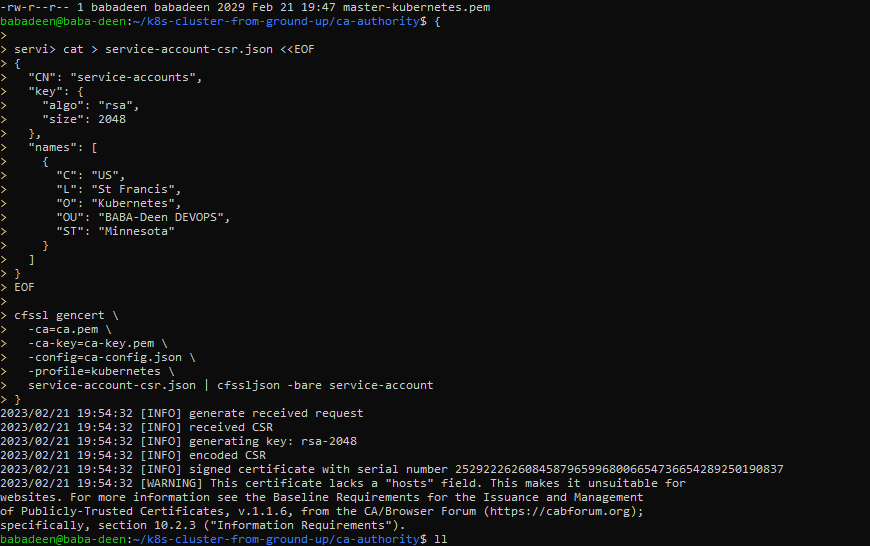 -rw-r--r-- 1 babadeen babadeen 2029 Feb 21 19:47 master-kubernetes.pem
babadeen@baba-deen:~/k8s-cluster-from-ground-up/ca-authority$ {
>
> servi> cat > service-account-csr.json <<EOF
> {
>   "CN": "service-accounts",
>   "key": {
>     "algo": "rsa",
>     "size": 2048
>   },
>   "names": [
>     {
>       "C": "US",
>       "L": "St Francis",
>       "O": "Kubernetes",
>       "OU": "BABA-Deen DEVOPS",
>       "ST": "Minnesota"
>     }
>   ]
> }
> EOF
>
> cfssl gencert \
>   -ca=ca.pem \
>   -ca-key=ca-key.pem \
>   -config=ca-config.json \
>   -profile=kubernetes \
>   service-account-csr.json | cfssljson -bare service-account
> }
2023/02/21 19:54:32 [INFO] generate received request
2023/02/21 19:54:32 [INFO] received CSR
2023/02/21 19:54:32 [INFO] generating key: rsa-2048
2023/02/21 19:54:32 [INFO] encoded CSR
2023/02/21 19:54:32 [INFO] signed certificate with serial number 252922262608458796599680066547366542892501908​37
2023/02/21 19:54:32 [WARNING] This certificate lacks a "hosts" field. This makes it unsuitable for
websites. For more information see the Baseline Requirements for the Issuance and Management
of Publicly-Trusted Certificates, v.1.1.6, from the CA/Browser Forum (https://cabforum.org);
specifically, section 10.2.3 ("Information Requirements").
babadeen@baba-deen:~/k8s-cluster-from-ground-up/ca-authority$ ll